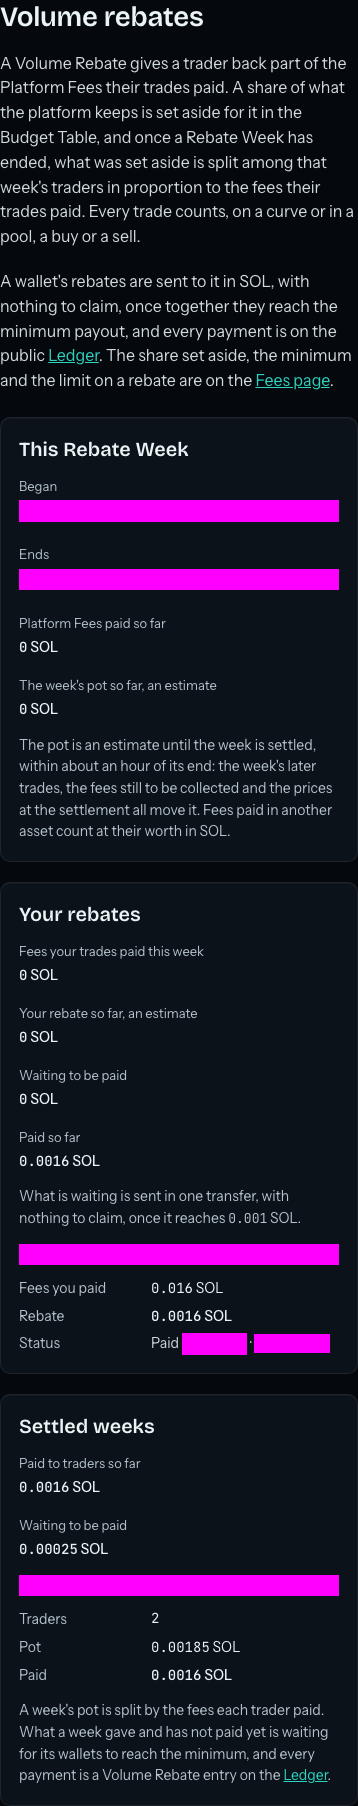 Volume rebates
A Volume Rebate gives a trader back part of the
Platform Fees their trades paid. A share of what
the platform keeps is set aside for it in the
Budget Table, and once a Rebate Week has
ended, what was set aside is split among that
week's traders in proportion to the fees their
trades paid. Every trade counts, on a curve or in a
pool, a buy or a sell.
A wallet's rebates are sent to it in SOL, with
nothing to claim, once together they reach the
minimum payout, and every payment is on the
public Ledger. The share set aside, the minimum
and the limit on a rebate are on the Fees page.
This Rebate Week
Began
Ends
Platform Fees paid so far
0 SOL
The week's pot so far, an estimate
0 SOL
The pot is an estimate until the week is settled,
within about an hour of its end: the week's later
trades, the fees still to be collected and the prices
at the settlement all move it. Fees paid in another
asset count at their worth in SOL.
Your rebates
Fees your trades paid this week
0 SOL
Your rebate so far, an estimate
0 SOL
Waiting to be paid
0 SOL
Paid so far
0.0016 SOL
What is waiting is sent in one transfer, with
nothing to claim, once it reaches 0.001 SOL.
Fees you paid 0.016 SOL
Rebate 0.0016 SOL
Status Paid ·
Settled weeks
Paid to traders so far
0.0016 SOL
Waiting to be paid
0.00025 SOL
Traders 2
Pot 0.00185 SOL
Paid 0.0016 SOL
A week's pot is split by the fees each trader paid.
What a week gave and has not paid yet is waiting
for its wallets to reach the minimum, and every
payment is a Volume Rebate entry on the Ledger.